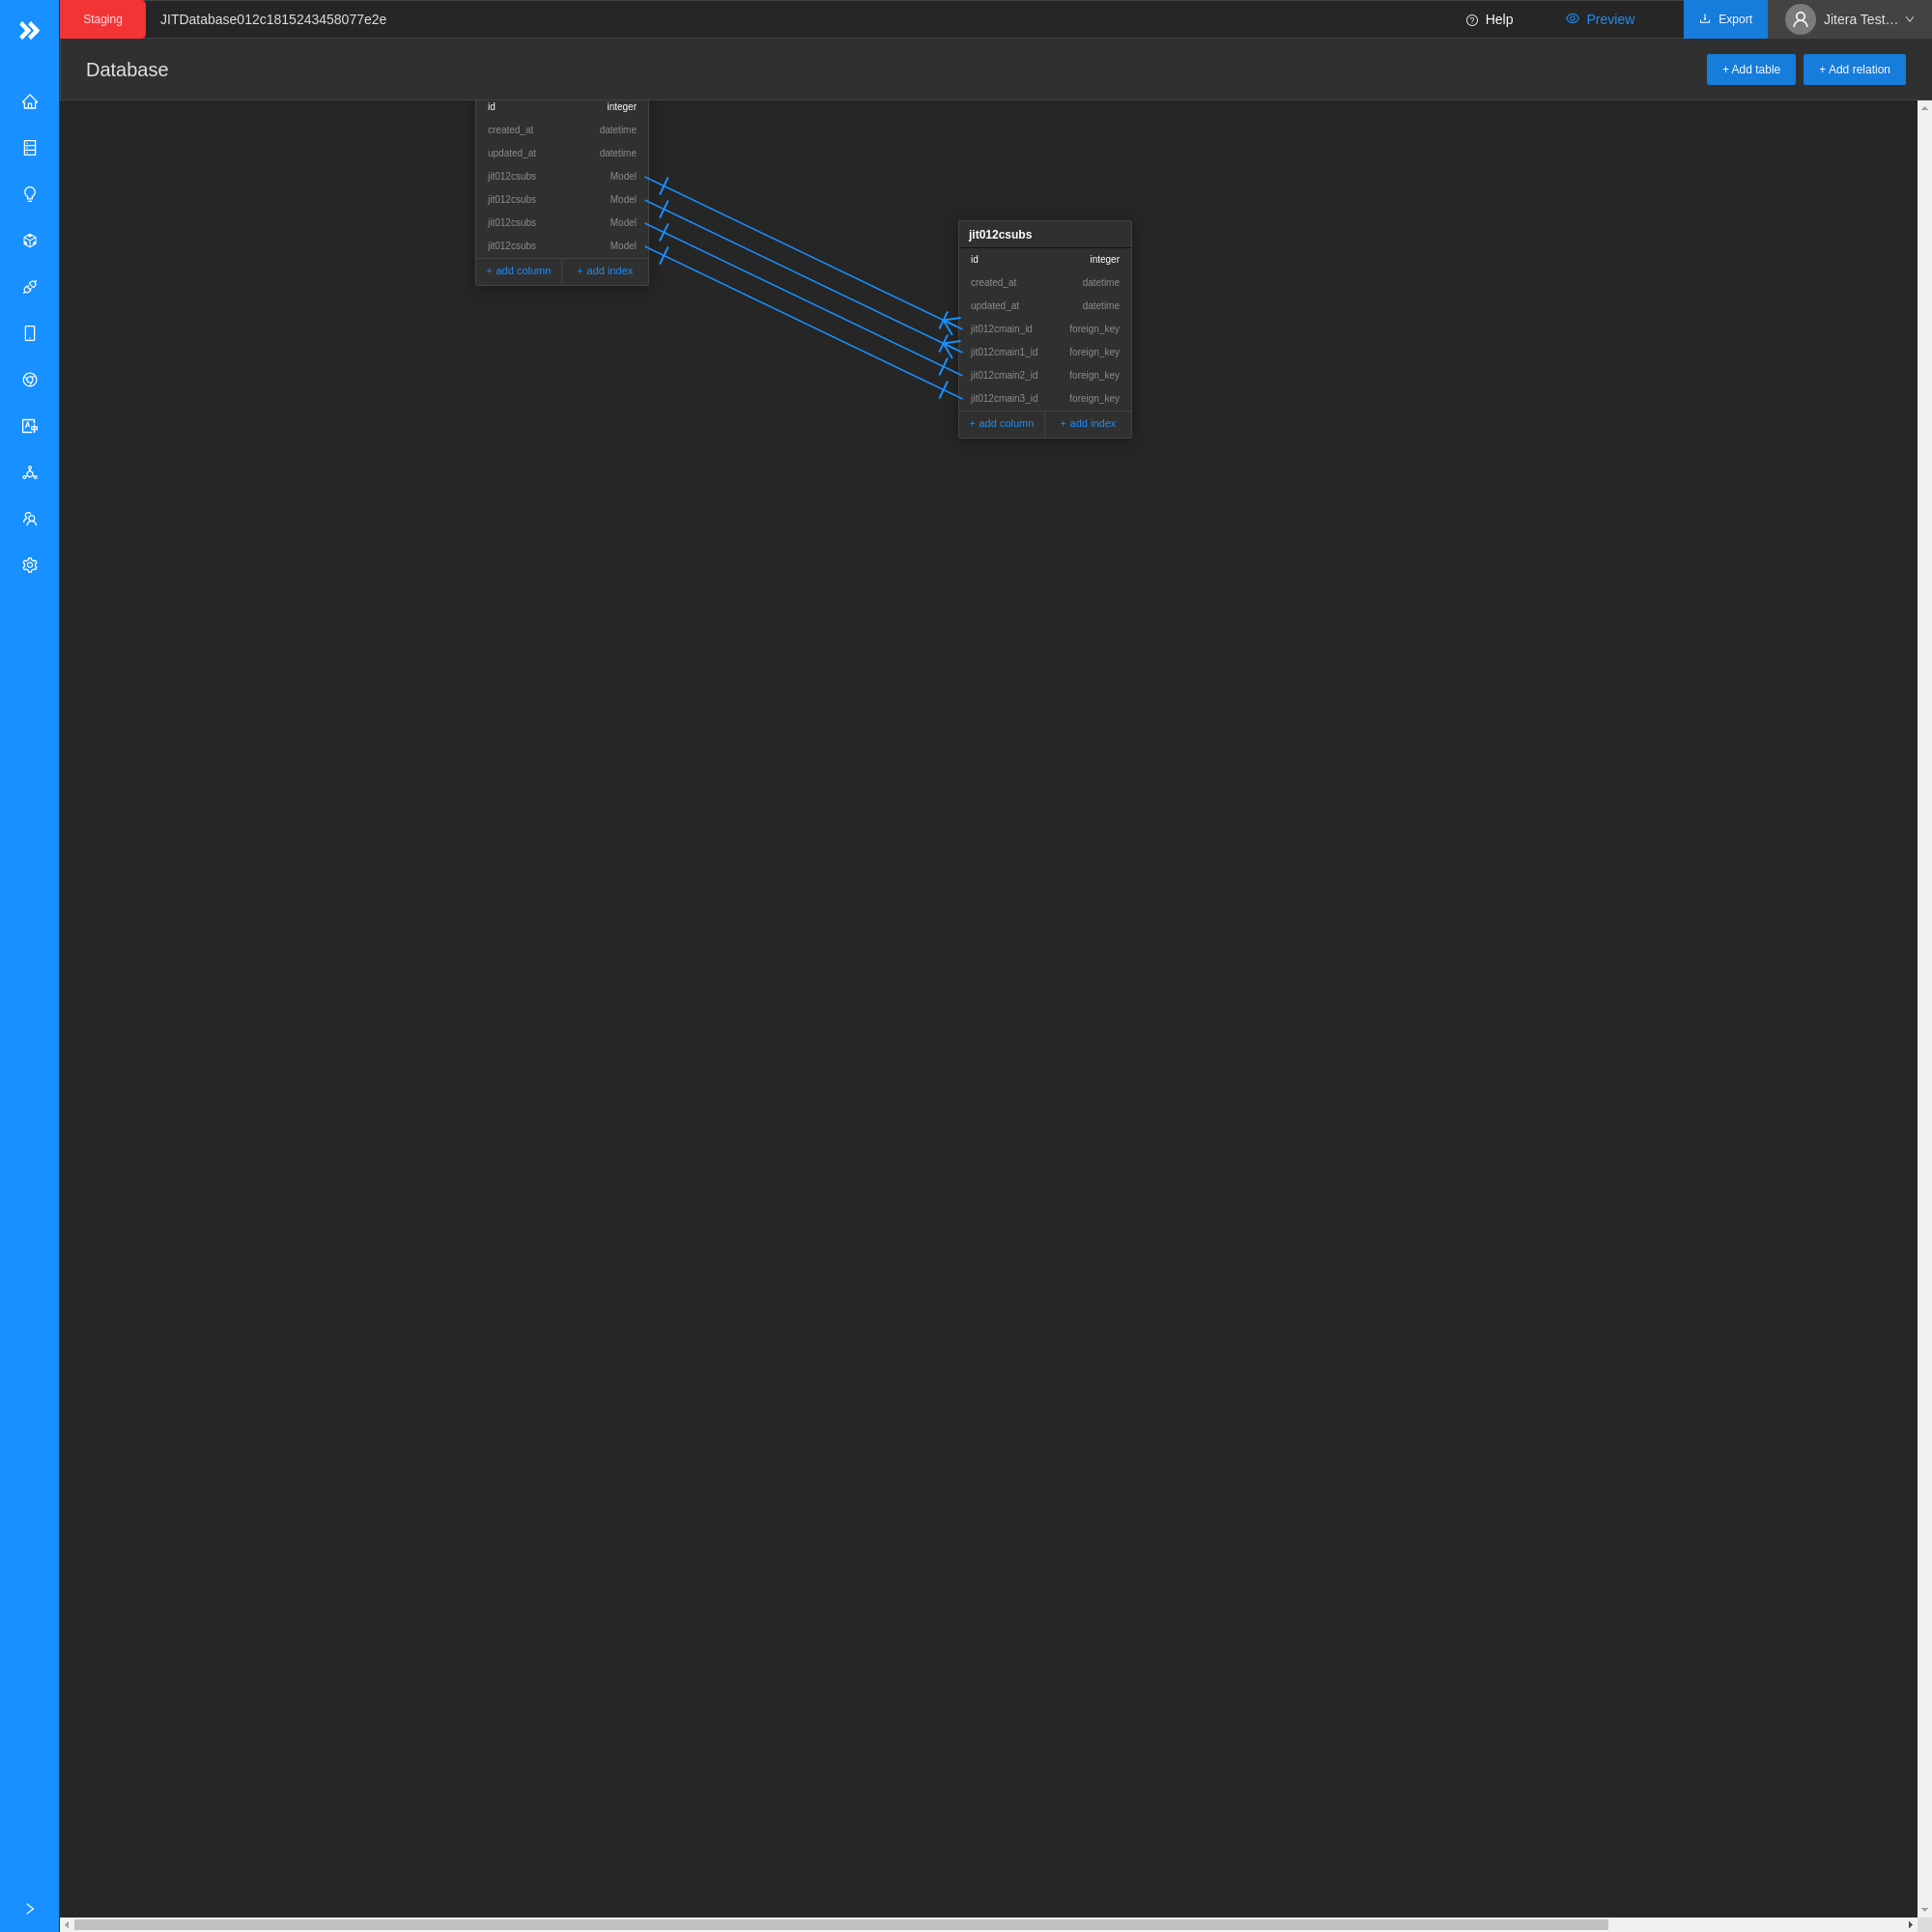 Staging JITDatabase012c1815243458077e2e Help Preview Export Jitera Test…
Database + Add table + Add relation
id integer
created_at datetime
updated_at datetime
jit012csubs Model
jit012csubs Model
jit012csubs Model
jit012csubs Model
+ add column + add index
jit012csubs
id integer
created_at datetime
updated_at datetime
jit012cmain_id foreign_key
jit012cmain1_id foreign_key
jit012cmain2_id foreign_key
jit012cmain3_id foreign_key
+ add column + add index